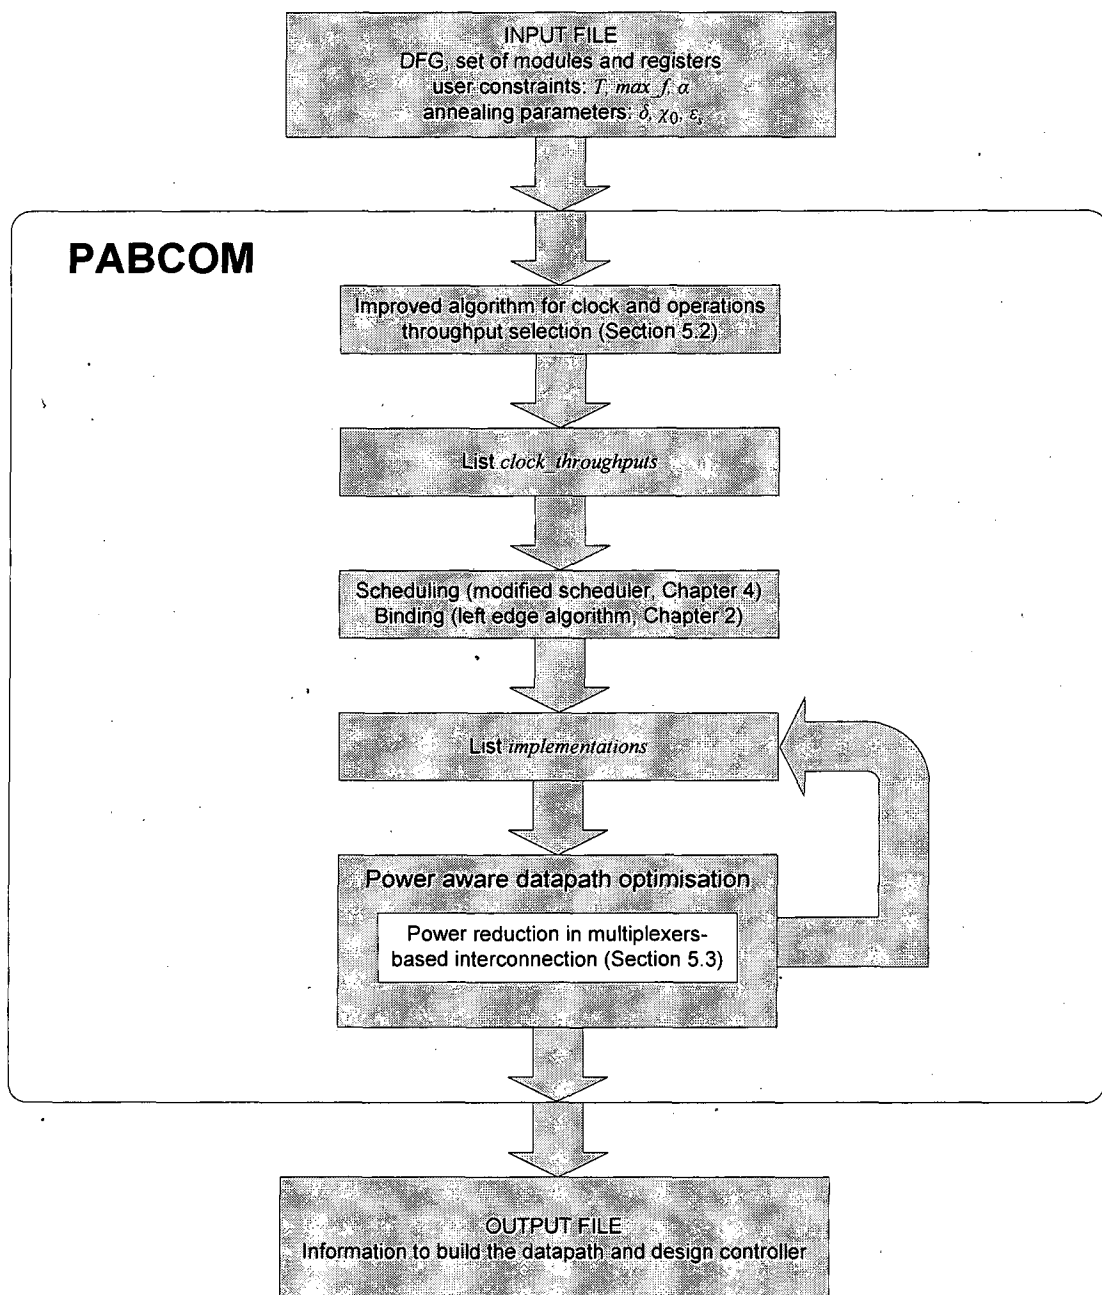 INPUT FILE
DFG, set of modules and registers
user constraints: T, max_f, α
annealing parameters: δ, χ0, εs
PABCOM
Improved algorithm for clock and operations
throughput selection (Section 5.2)
List clock_throughputs
Scheduling (modified scheduler, Chapter 4)
Binding (left edge algorithm, Chapter 2)
List implementations
Power aware datapath optimisation
Power reduction in multiplexers-
based interconnection (Section 5.3)
OUTPUT FILE
Information to build the datapath and design controller